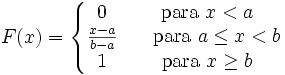 0 para x < a
F(x) = { (x−a)/(b−a) para a ≤ x < b
1 para x ≥ b